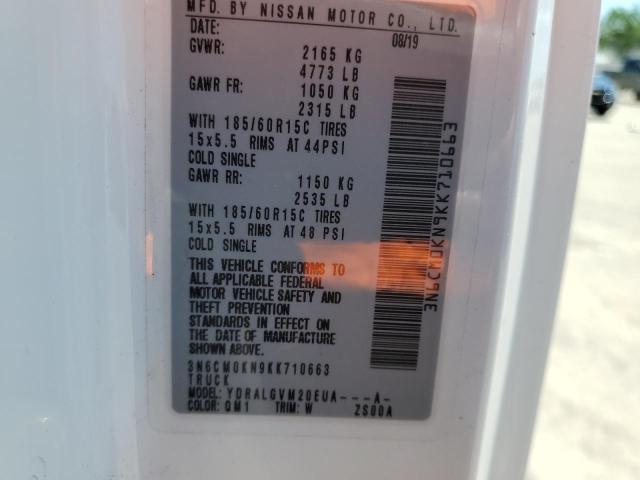 MFD. BY NISSAN MOTOR CO., LTD.
DATE: 08/19
GVWR: 2165 KG
4773 LB
GAWR FR: 1050 KG
2315 LB
WITH 185/60R15C TIRES
15x5.5 RIMS AT 44PSI
COLD SINGLE
GAWR RR: 1150 KG
2535 LB
WITH 185/60R15C TIRES
15x5.5 RIMS AT 48 PSI
COLD SINGLE
THIS VEHICLE CONFORMS TO
ALL APPLICABLE FEDERAL
MOTOR VEHICLE SAFETY AND
THEFT PREVENTION
STANDARDS IN EFFECT ON
THE DATE OF MANUFACTURE
SHOWN ABOVE.
3N6CM0KN9KK710663
TRUCK
MODEL: YDRALGVM20EUA---A-
COLOR: QM1 TRIM: W ZS00A
3N6CM0KN9KK710663